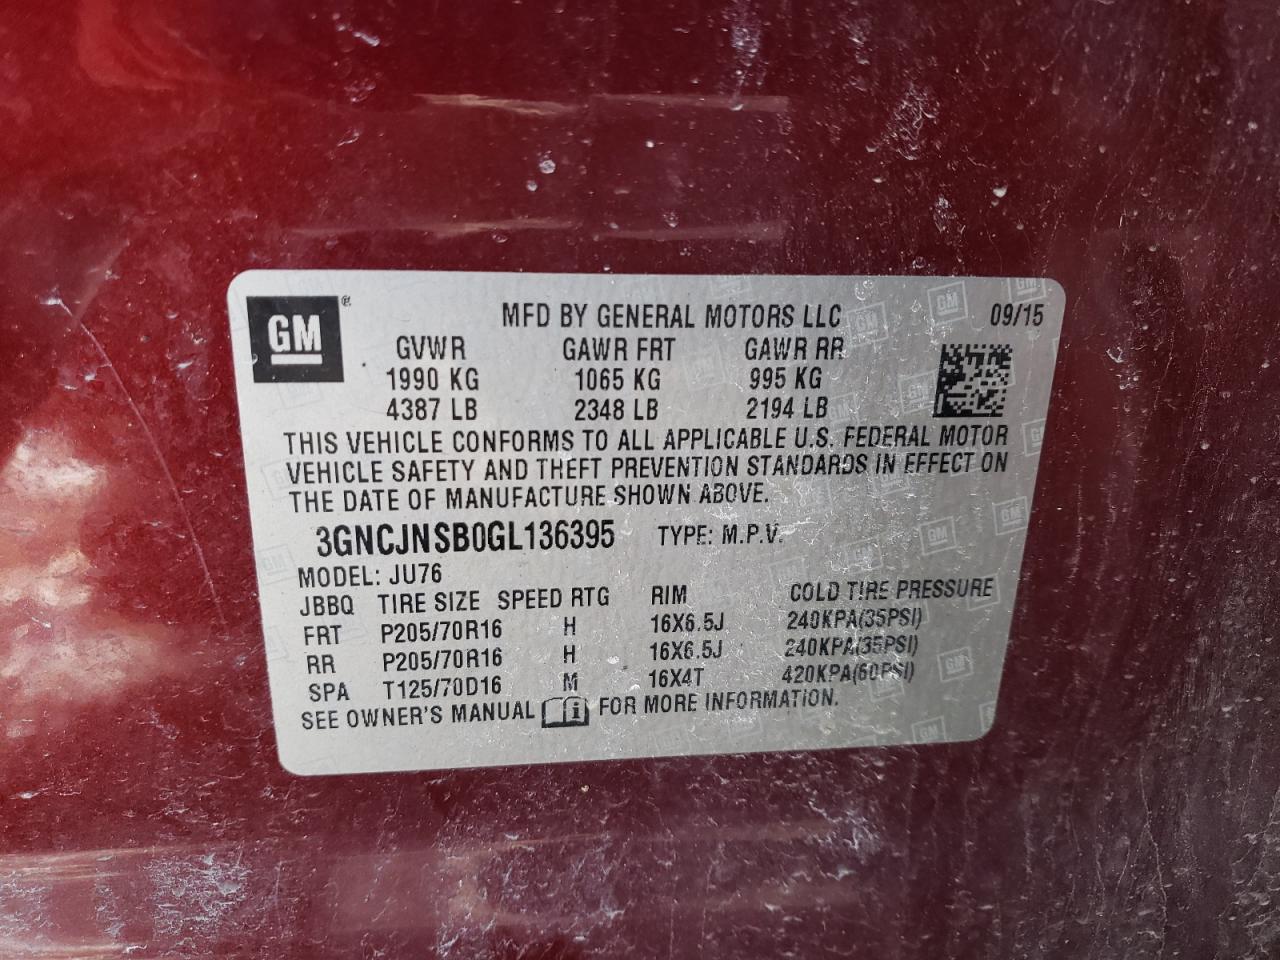 GM®
MFD BY GENERAL MOTORS LLC 09/15
GVWR GAWR FRT GAWR RR
1990 KG 1065 KG 995 KG
4387 LB 2348 LB 2194 LB
THIS VEHICLE CONFORMS TO ALL APPLICABLE U.S. FEDERAL MOTOR
VEHICLE SAFETY AND THEFT PREVENTION STANDARDS IN EFFECT ON
THE DATE OF MANUFACTURE SHOWN ABOVE.
3GNCJNSB0GL136395 TYPE: M.P.V.
MODEL: JU76
JBBQ TIRE SIZE SPEED RTG RIM COLD TIRE PRESSURE
FRT P205/70R16 H 16X6.5J 240KPA(35PSI)
RR P205/70R16 H 16X6.5J 240KPA(35PSI)
SPA T125/70D16 M 16X4T 420KPA(60PSI)
SEE OWNER'S MANUAL FOR MORE INFORMATION.